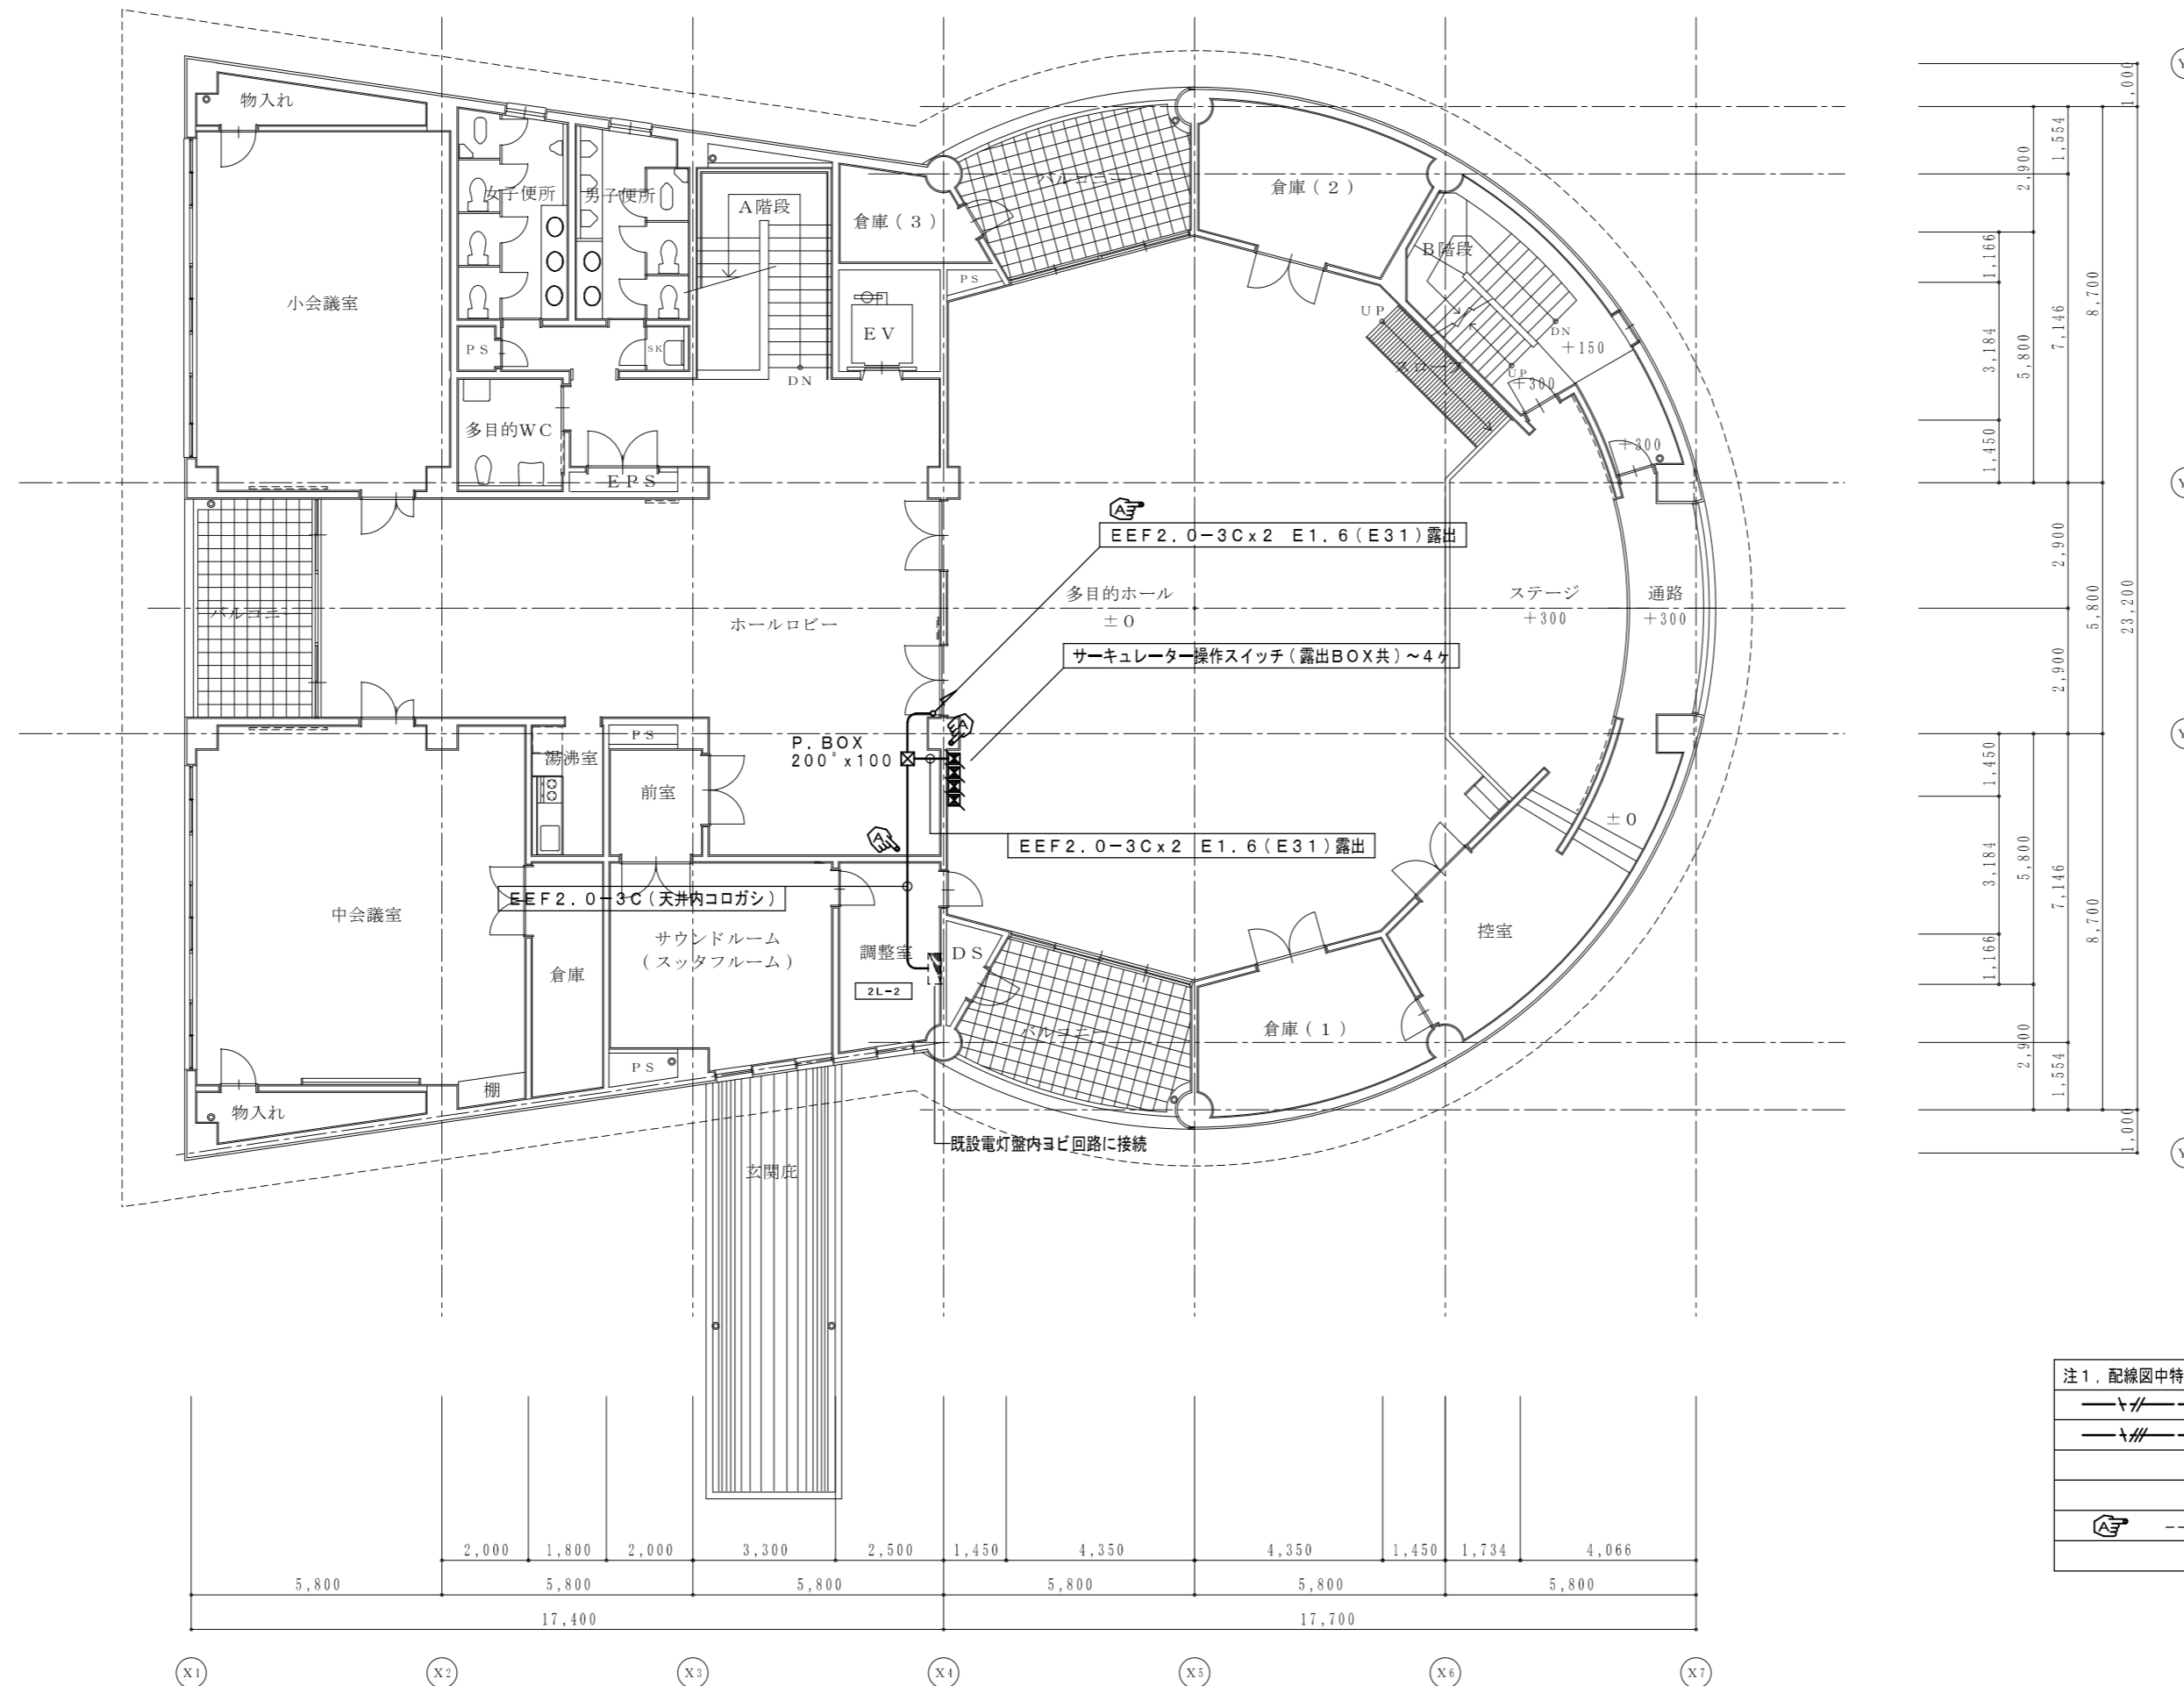 物入れ
女子便所
男子便所
A階段
倉庫(3)
バルコニー
倉庫(2)
B階段
小会議室
PS
EV
UP
DN
+150
PS
SK
DN
スロープ
UP
+300
多目的WC
EPS
+300
EEF2.0-3Cx2 E1.6(E31)露出
バルコニー
ホールロビー
多目的ホール
±0
ステージ
+300
通路
+300
サーキュレーター操作スイッチ(露出BOX共)~4ヶ
PS
湯沸室
P.BOX
200°x100
前室
EEF2.0-3Cx2 E1.6(E31)露出
±0
EEF2.0-3C(天井内コロガシ)
中会議室
サウンドルーム
(スッタフルーム)
調整室
DS
控室
倉庫
2L-2
バルコニー
倉庫(1)
PS
棚
物入れ
既設電灯盤内ヨビ回路に接続
玄関庇
A
A
A
1,000
1,554
2,900
1,166
8,700
7,146
3,184
5,800
1,450
2,900
5,800
23,200
2,900
1,450
3,184
5,800
7,146
8,700
1,166
2,900
1,554
1,000
注1.配線図中特
A
2,000 1,800 2,000 3,300 2,500 1,450 4,350 4,350 1,450 1,734 4,066
5,800 5,800 5,800 5,800 5,800 5,800
17,400 17,700
X1 X2 X3 X4 X5 X6 X7